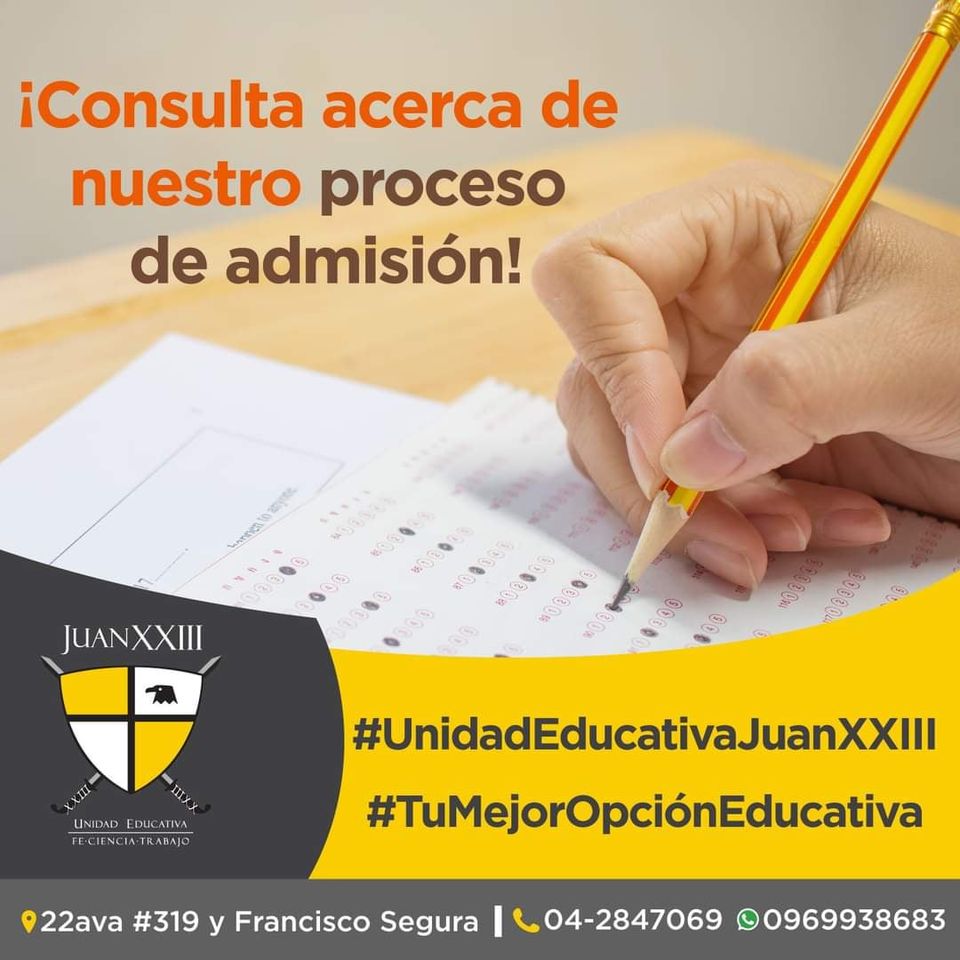 ¡Consulta acerca de
nuestro proceso
de admisión!
JUAN XXIII
XXIII
UNIDAD EDUCATIVA
FE·CIENCIA·TRABAJO
#UnidadEducativaJuanXXIII
#TuMejorOpciónEducativa
22ava #319 y Francisco Segura | 04-2847069 0969938683